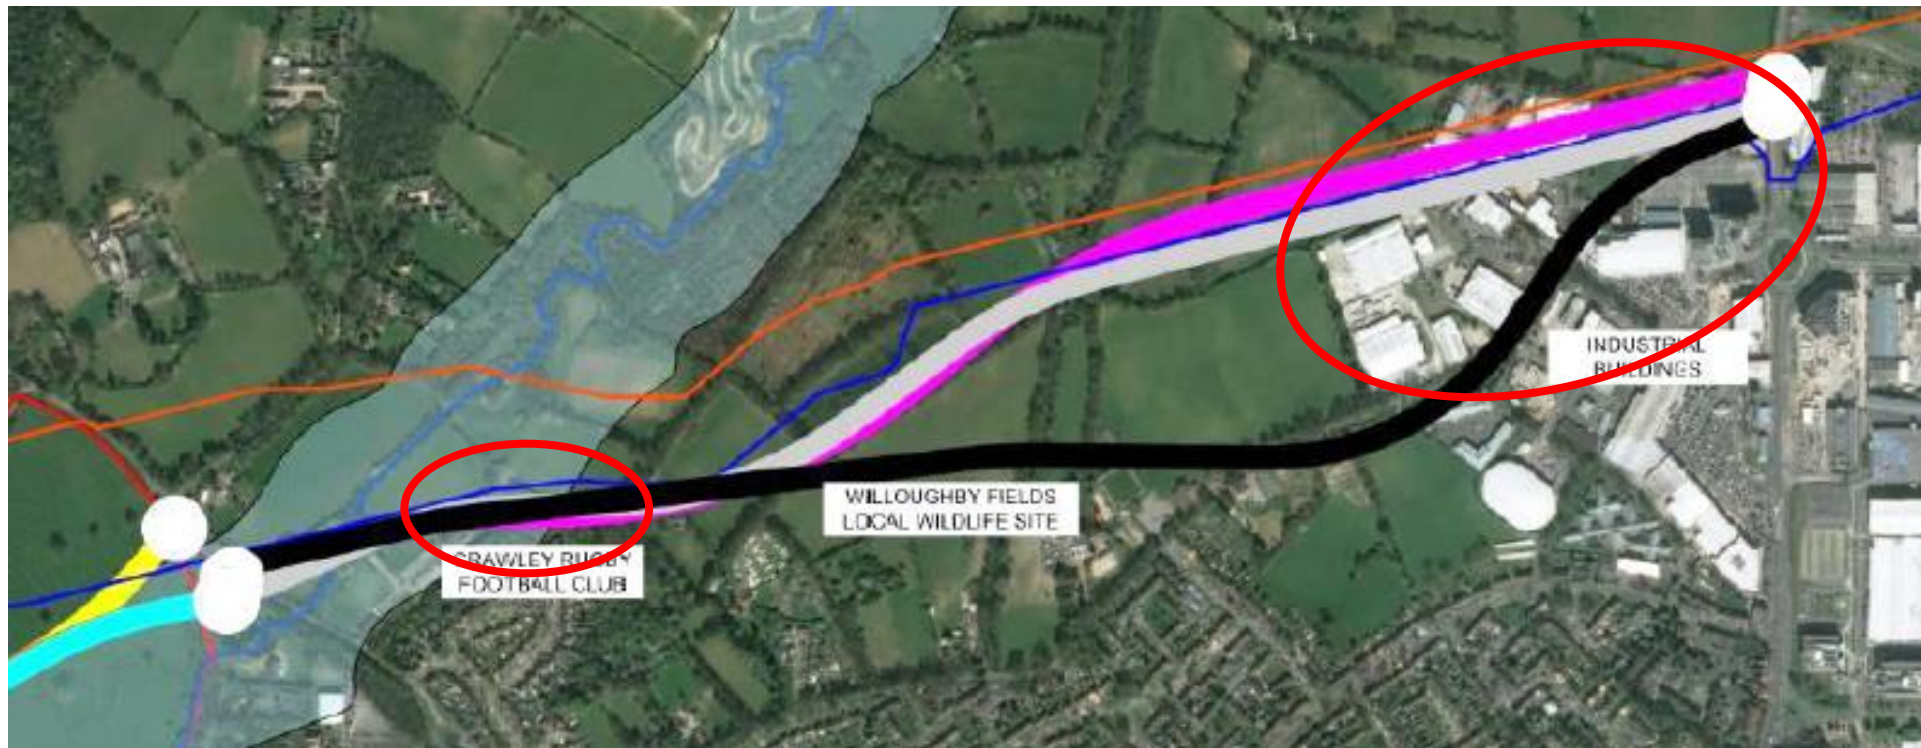 CRAWLEY RUGBY
FOOTBALL CLUB
WILLOUGHBY FIELDS
LOCAL WILDLIFE SITE
INDUSTRIAL
BUILDINGS